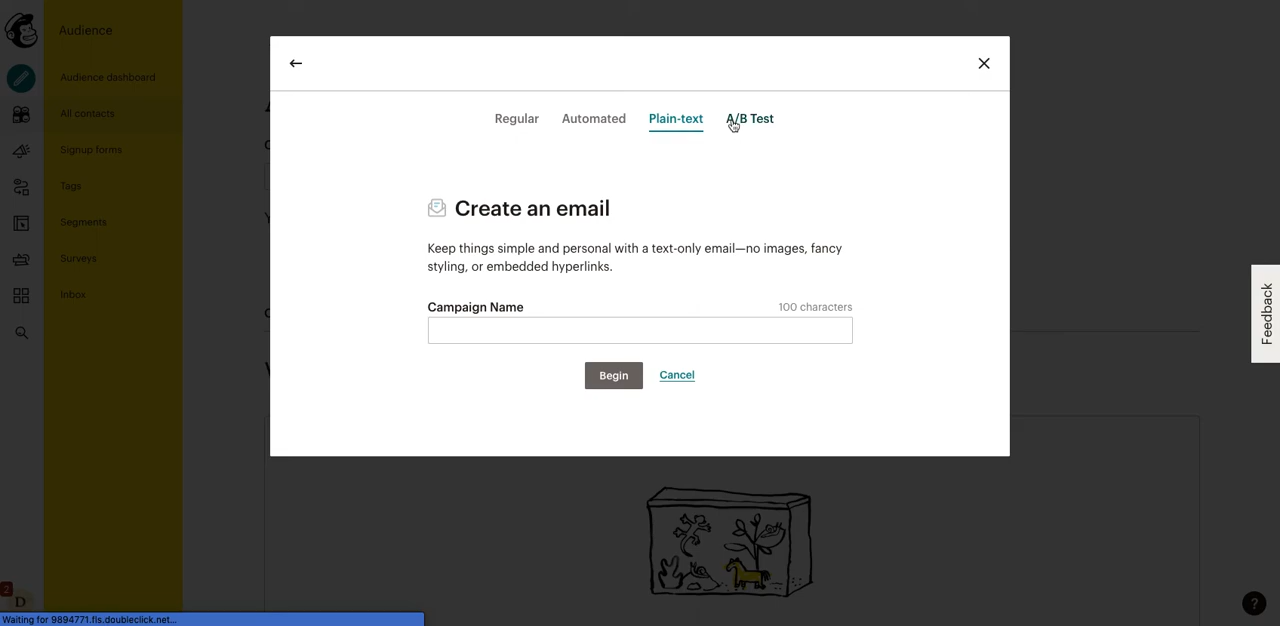 Audience
Audience dashboard
All contacts
Signup forms
Tags
Segments
Surveys
Inbox
Regular
Automated
Plain-text
A/B Test
Create an email
Keep things simple and personal with a text-only email—no images, fancy
styling, or embedded hyperlinks.
Campaign Name
100 characters
Begin
Cancel
Feedback
?
2
D
Waiting for 9894771.fls.doubleclick.net...